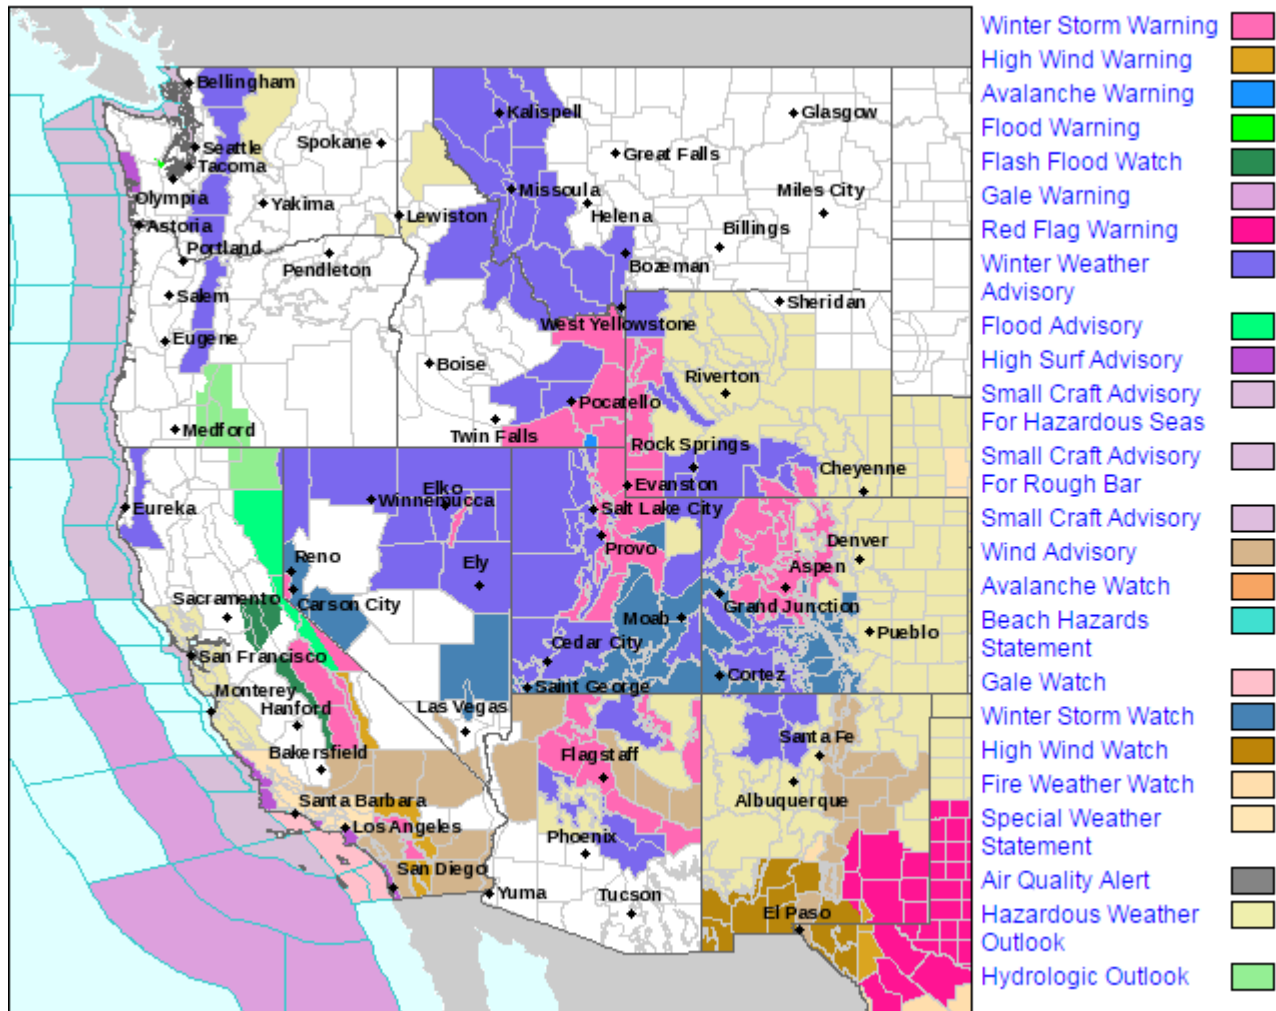 Bellingham
Seattle
Tacoma
Olympia
Spokane
Yakima
Astoria
Portland
Pendleton
Salem
Eugene
Medford
Lewiston
Kalispell
Glasgow
Great Falls
Missoula
Helena
Miles City
Billings
Bozeman
Sheridan
West Yellowstone
Boise
Pocatello
Twin Falls
Riverton
Rock Springs
Cheyenne
Evanston
Elko
Winnemucca
Eureka
Salt Lake City
Provo
Denver
Reno
Ely
Aspen
Grand Junction
Sacramento
Carson City
Moab
Pueblo
Cedar City
San Francisco
Cortez
Saint George
Monterey
Hanford
Las Vegas
Bakersfield
Flagstaff
Santa Fe
Albuquerque
Santa Barbara
Los Angeles
Phoenix
San Diego
Yuma
Tucson
El Paso
Winter Storm Warning
High Wind Warning
Avalanche Warning
Flood Warning
Flash Flood Watch
Gale Warning
Red Flag Warning
Winter Weather
Advisory
Flood Advisory
High Surf Advisory
Small Craft Advisory
For Hazardous Seas
Small Craft Advisory
For Rough Bar
Small Craft Advisory
Wind Advisory
Avalanche Watch
Beach Hazards
Statement
Gale Watch
Winter Storm Watch
High Wind Watch
Fire Weather Watch
Special Weather
Statement
Air Quality Alert
Hazardous Weather
Outlook
Hydrologic Outlook